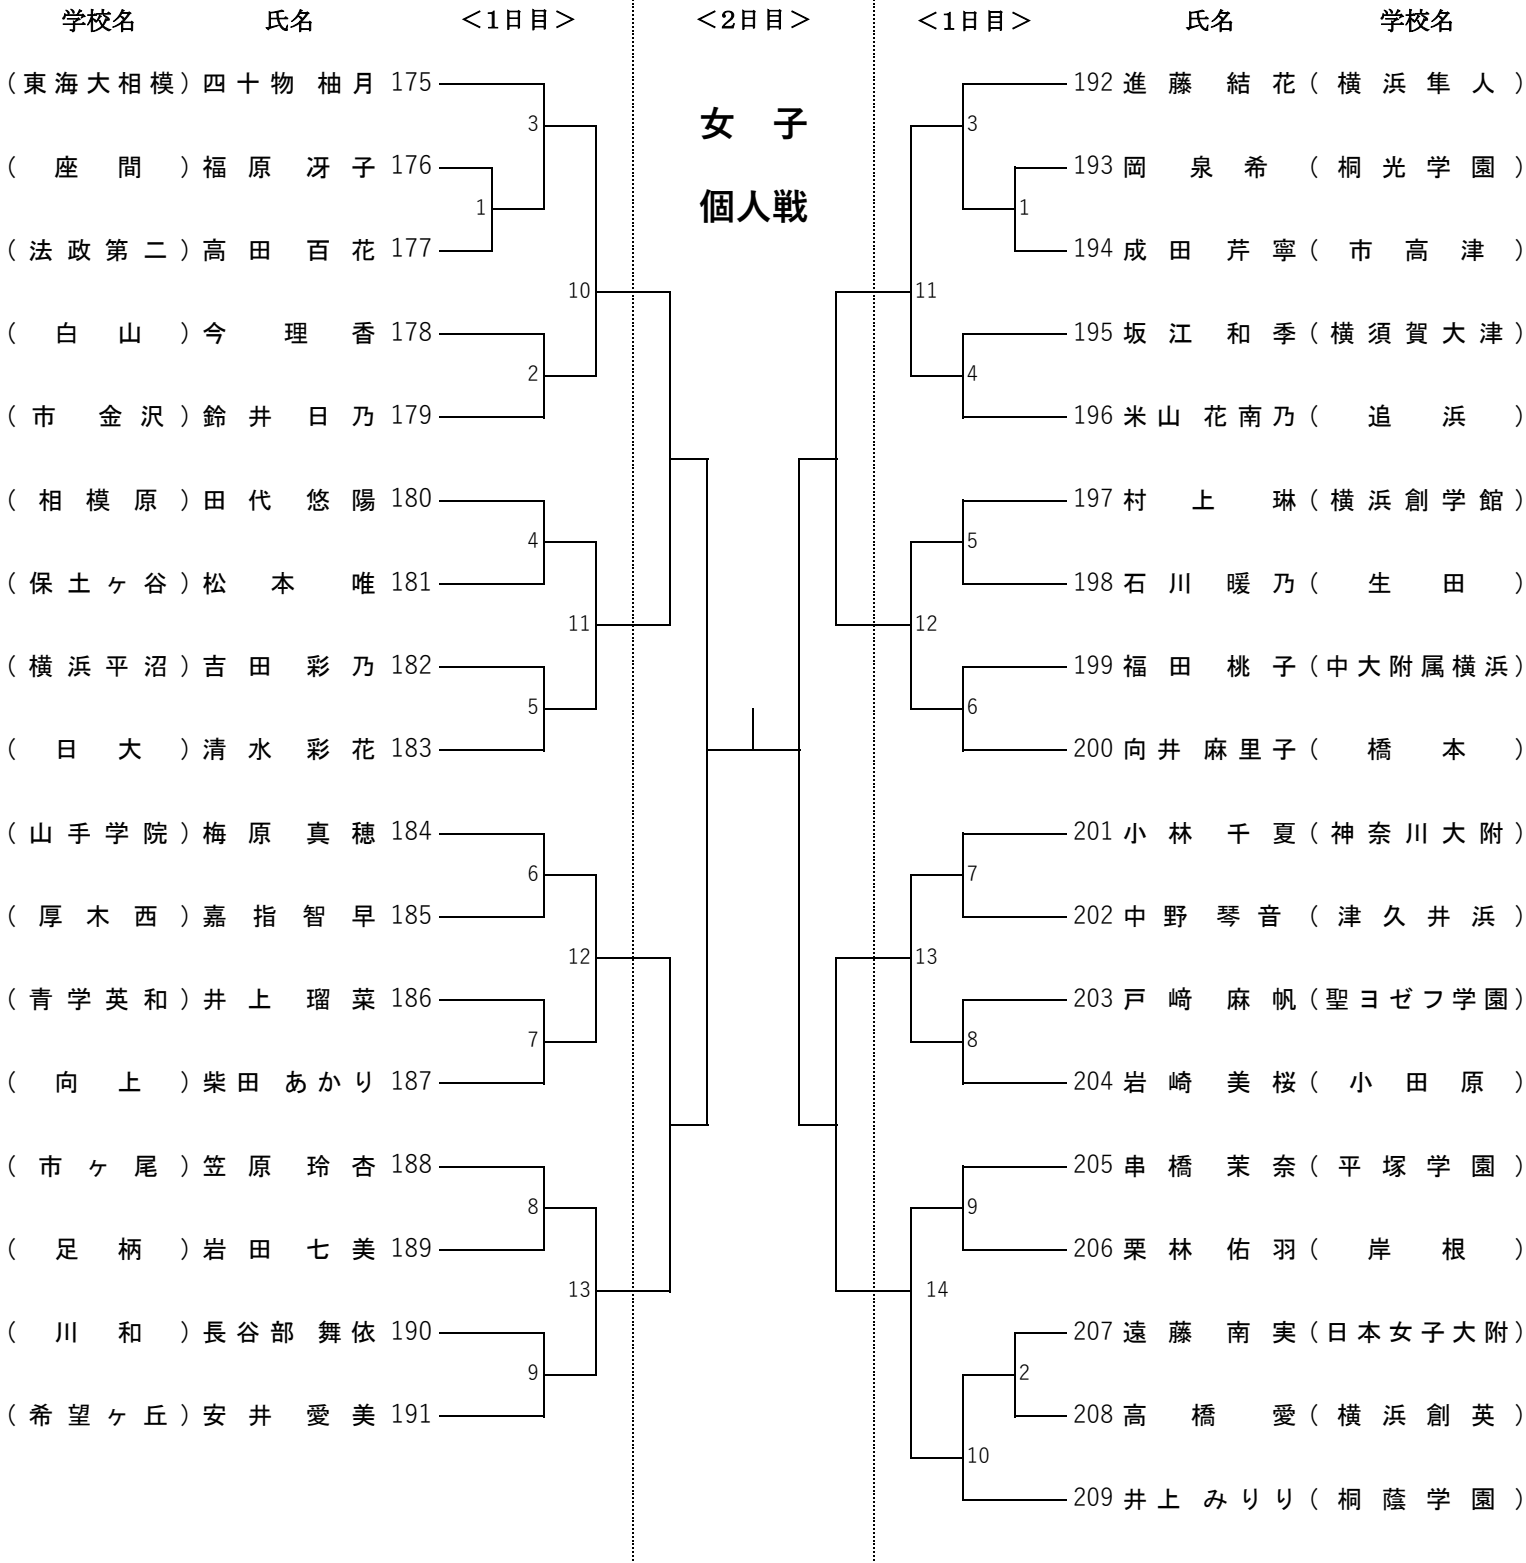 学校名 氏名 <1日目> <2日目> <1日目> 氏名 学校名
(東海大相模) 四十物 柚月 175 192 進藤 結花 (横浜隼人)
3 女子 3
(座間) 福原 冴子 176 193 岡 泉希 (桐光学園)
1 個人戦 1
(法政第二) 高田 百花 177 194 成田 芹寧 (市高津)
10 11
(白山) 今 理香 178 195 坂江 和季 (横須賀大津)
2 4
(市金沢) 鈴井 日乃 179 196 米山 花南乃 (追浜)
(相模原) 田代 悠陽 180 197 村上 琳 (横浜創学館)
4 5
(保土ヶ谷) 松本 唯 181 198 石川 暖乃 (生田)
11 12
(横浜平沼) 吉田 彩乃 182 199 福田 桃子 (中大附属横浜)
5 6
(日大) 清水 彩花 183 200 向井 麻里子 (橋本)
(山手学院) 梅原 真穂 184 201 小林 千夏 (神奈川大附)
6 7
(厚木西) 嘉指 智早 185 202 中野 琴音 (津久井浜)
12 13
(青学英和) 井上 瑠菜 186 203 戸﨑 麻帆 (聖ヨゼフ学園)
7 8
(向上) 柴田 あかり 187 204 岩崎 美桜 (小田原)
(市ヶ尾) 笠原 玲杏 188 205 串橋 茉奈 (平塚学園)
8 9
(足柄) 岩田 七美 189 206 栗林 佑羽 (岸根)
13 14
(川和) 長谷部 舞依 190 207 遠藤 南実 (日本女子大附)
9 2
(希望ヶ丘) 安井 愛美 191 208 高橋 愛 (横浜創英)
10
209 井上 みりり (桐蔭学園)